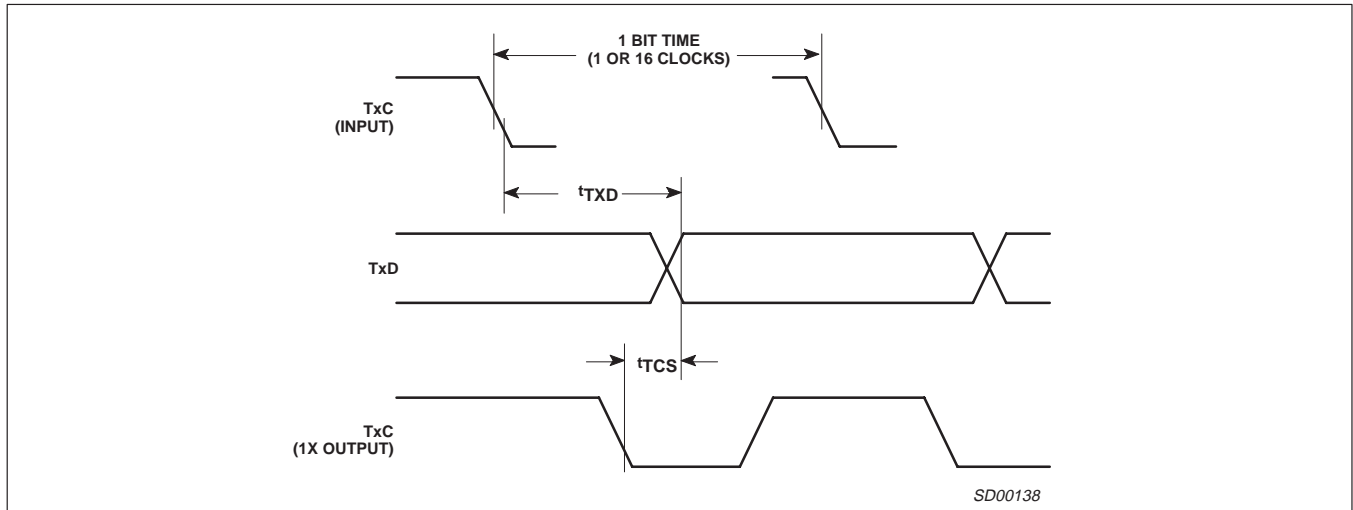 1 BIT TIME
(1 OR 16 CLOCKS)
TxC
(INPUT)
tTXD
TxD
tTCS
TxC
(1X OUTPUT)
SD00138